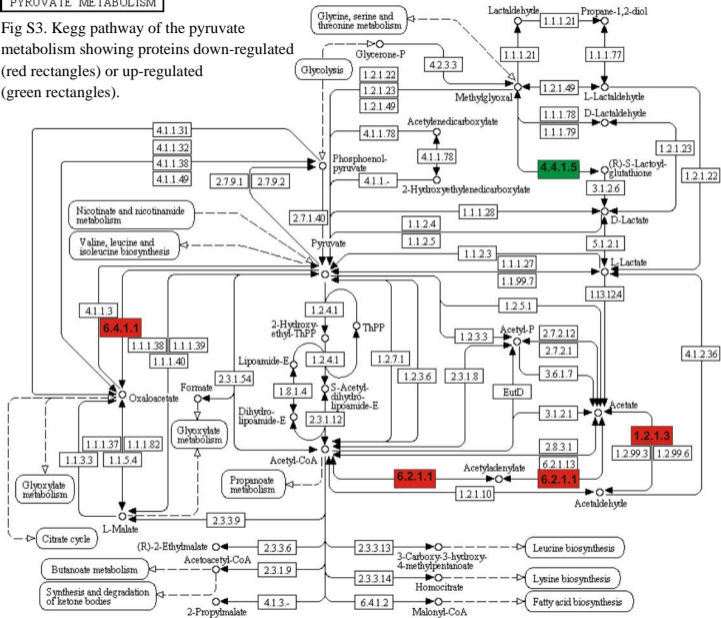 PYRUVATE METABOLISM
Fig S3. Kegg pathway of the pyruvate
metabolism showing proteins down-regulated
(red rectangles) or up-regulated
(green rectangles).
Glycine, serine and
threonine metabolism
Lactaldehyde
Propane-1,2-diol
1.1.1.21
Glycerone-P
Glycolysis
4.2.3.3
1.1.1.21
1.1.1.77
1.2.1.22
1.2.1.23
1.2.1.49
Methylglyoxal
1.2.1.49
L-Lactaldehyde
D-Lactaldehyde
1.1.1.78
1.1.1.79
4.1.1.31
4.1.1.32
4.1.1.38
4.1.1.49
Acetylenedicarboxylate
4.1.1.78
4.1.1.78
1.2.1.23
1.2.1.22
Phosphoenol-
pyruvate
4.1.1.-
2-Hydroxyethylenedicarboxylate
4.4.1.5
(R)-S-Lactoyl-
glutathione
2.7.9.1
2.7.9.2
3.1.2.6
Nicotinate and nicotinamide
metabolism
2.7.1.40
1.1.1.28
D-Lactate
1.1.2.4
1.1.2.5
Valine, leucine and
isoleucine biosynthesis
Pyruvate
5.1.2.1
1.1.2.3
L-Lactate
1.1.1.27
1.1.99.7
4.1.1.3
6.4.1.1
1.2.4.1
1.13.12.4
1.2.5.1
1.1.1.38
1.1.1.39
1.1.1.40
2-Hydroxy-
ethyl-ThPP
ThPP
Acetyl-P
1.2.3.3
2.7.2.12
2.7.2.1
4.1.2.36
Lipoamide-E
1.2.4.1
1.2.7.1
1.2.3.6
2.3.1.8
3.6.1.7
2.3.1.54
1.8.1.4
S-Acetyl-
dihydro-
lipoamide-E
EutD
Oxaloacetate
Formate
Dihydro-
lipoamide-E
2.3.1.12
3.1.2.1
Acetate
Glyoxylate
metabolism
1.1.1.37
1.1.1.82
1.1.3.3
1.1.5.4
Acetyl-CoA
2.8.3.1
6.2.1.13
1.2.1.3
1.2.99.3
1.2.99.6
Glyoxylate
metabolism
Propanoate
metabolism
6.2.1.1
Acetyladenylate
6.2.1.1
1.2.1.10
Acetaldehyde
L-Malate
2.3.3.9
Citrate cycle
(R)-2-Ethylmalate
2.3.3.6
2.3.3.13
3-Carboxy-3-hydroxy-
4-methylpentanoate
Leucine biosynthesis
Acetoacetyl-CoA
Butanoate metabolism
2.3.1.9
2.3.3.14
Homocitrate
Lysine biosynthesis
Synthesis and degradation
of ketone bodies
4.1.3.-
2-Propylmalate
6.4.1.2
Malonyl-CoA
Fatty acid biosynthesis